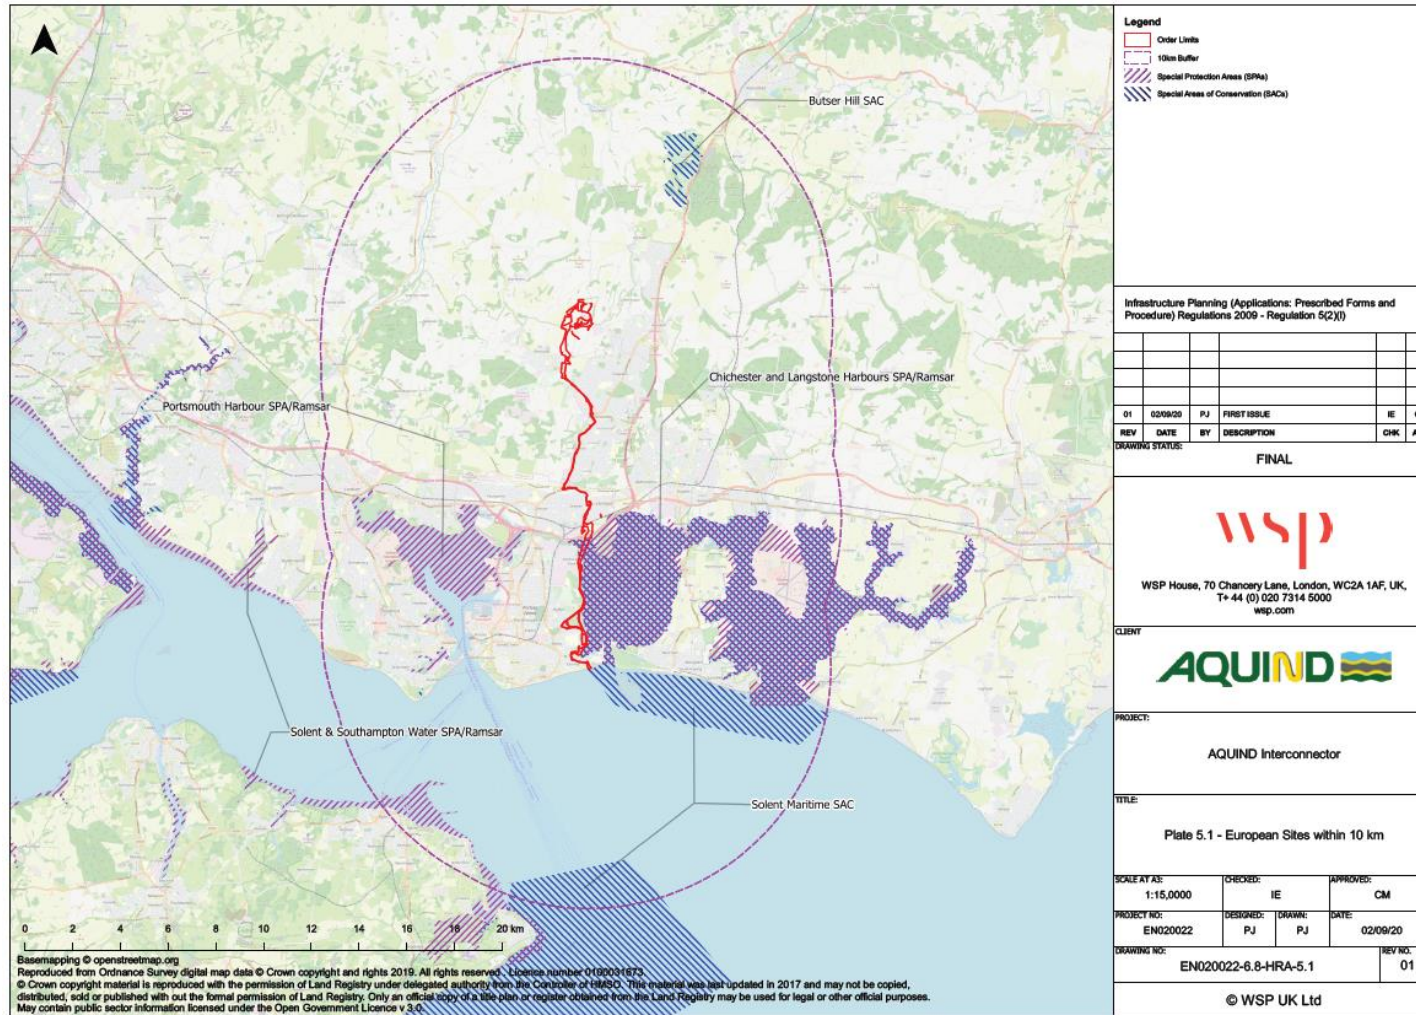 Butser Hill SAC
Chichester and Langstone Harbours SPA/Ramsar
Portsmouth Harbour SPA/Ramsar
Solent & Southampton Water SPA/Ramsar
Solent Maritime SAC
0 2 4 6 8 10 12 14 16 18 20 km
Basemapping © openstreetmap.org
Reproduced from Ordnance Survey digital map data © Crown copyright and rights 2019. All rights reserved. Licence number 0100031673.
© Crown copyright material is reproduced with the permission of Land Registry under delegated authority from the Controller of HMSO. This material was last updated in 2017 and may not be copied,
distributed, sold or published with out the formal permission of Land Registry. Only an official copy of a title plan or register obtained from the Land Registry may be used for legal or other official purposes.
May contain public sector information licensed under the Open Government Licence v 3.0.
Legend
Order Limits
10km Buffer
Special Protection Areas (SPAs)
Special Areas of Conservation (SACs)
Infrastructure Planning (Applications: Prescribed Forms and
Procedure) Regulations 2009 - Regulation 5(2)(l)
01 02/09/20 PJ FIRST ISSUE IE
REV DATE BY DESCRIPTION CHK A
DRAWING STATUS:
FINAL
wsp
WSP House, 70 Chancery Lane, London, WC2A 1AF, UK,
T+ 44 (0) 020 7314 5000
wsp.com
CLIENT
AQUIND
PROJECT:
AQUIND Interconnector
TITLE:
Plate 5.1 - European Sites within 10 km
SCALE AT A3: CHECKED: APPROVED:
1:15,0000 IE CM
PROJECT NO: DESIGNED: DRAWN: DATE:
EN020022 PJ PJ 02/09/20
DRAWING NO: REV NO.
EN020022-6.8-HRA-5.1 01
© WSP UK Ltd